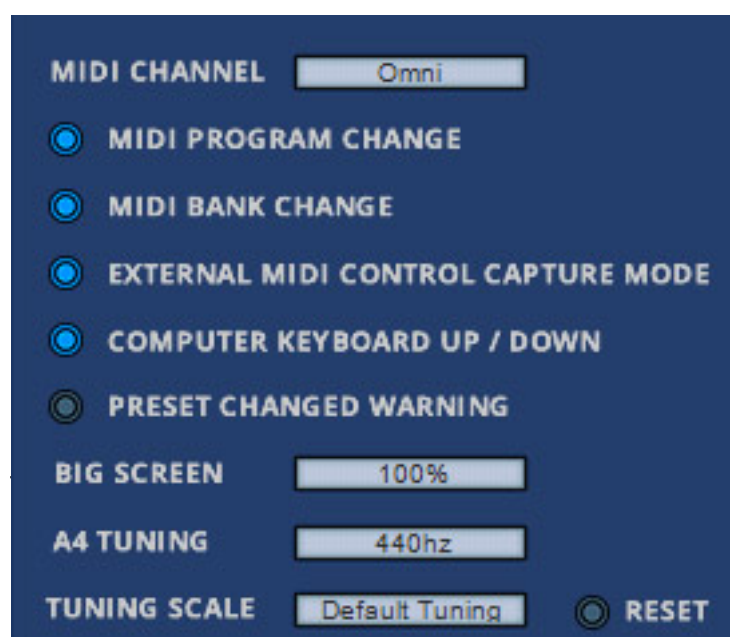 MIDI CHANNEL Omni
MIDI PROGRAM CHANGE
MIDI BANK CHANGE
EXTERNAL MIDI CONTROL CAPTURE MODE
COMPUTER KEYBOARD UP / DOWN
PRESET CHANGED WARNING
BIG SCREEN 100%
A4 TUNING 440hz
TUNING SCALE Default Tuning RESET